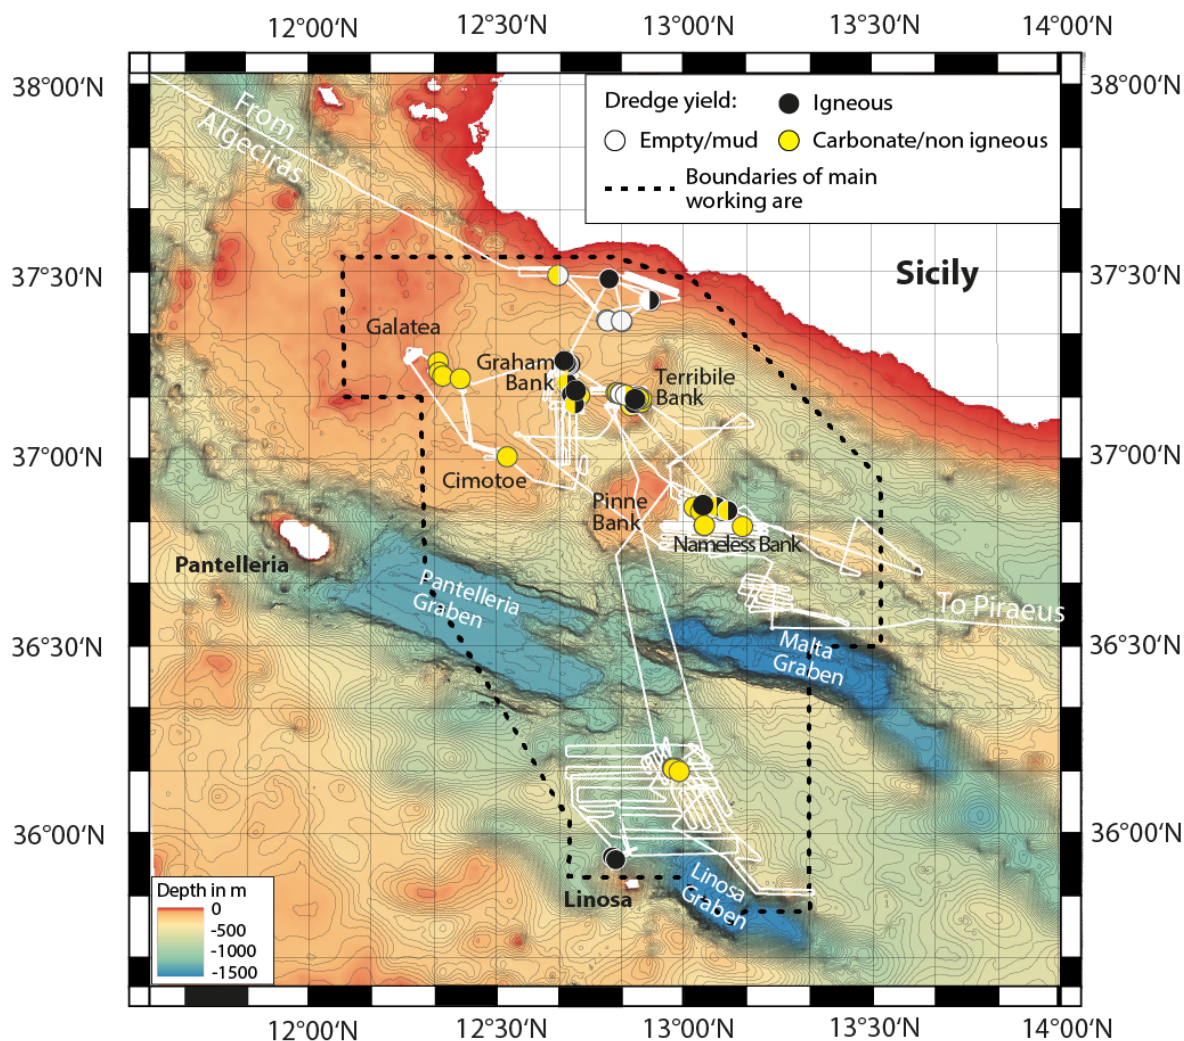 12°00‘N
12°30‘N
13°00‘N
13°30‘N
14°00‘N
38°00‘N
38°00‘N
Dredge yield:
Igneous
Empty/mud
Carbonate/non igneous
Boundaries of main
working are
From
Algeciras
37°30‘N
37°30‘N
Sicily
Galatea
Graham
Bank
Terribile
Bank
37°00‘N
37°00‘N
Cimotoe
Pinne
Bank
Nameless Bank
Pantelleria
Pantelleria
Graben
To Piraeus
36°30‘N
36°30‘N
Malta
Graben
36°00‘N
36°00‘N
Linosa
Graben
Linosa
Depth in m
0
-500
-1000
-1500
12°00‘N
12°30‘N
13°00‘N
13°30‘N
14°00‘N